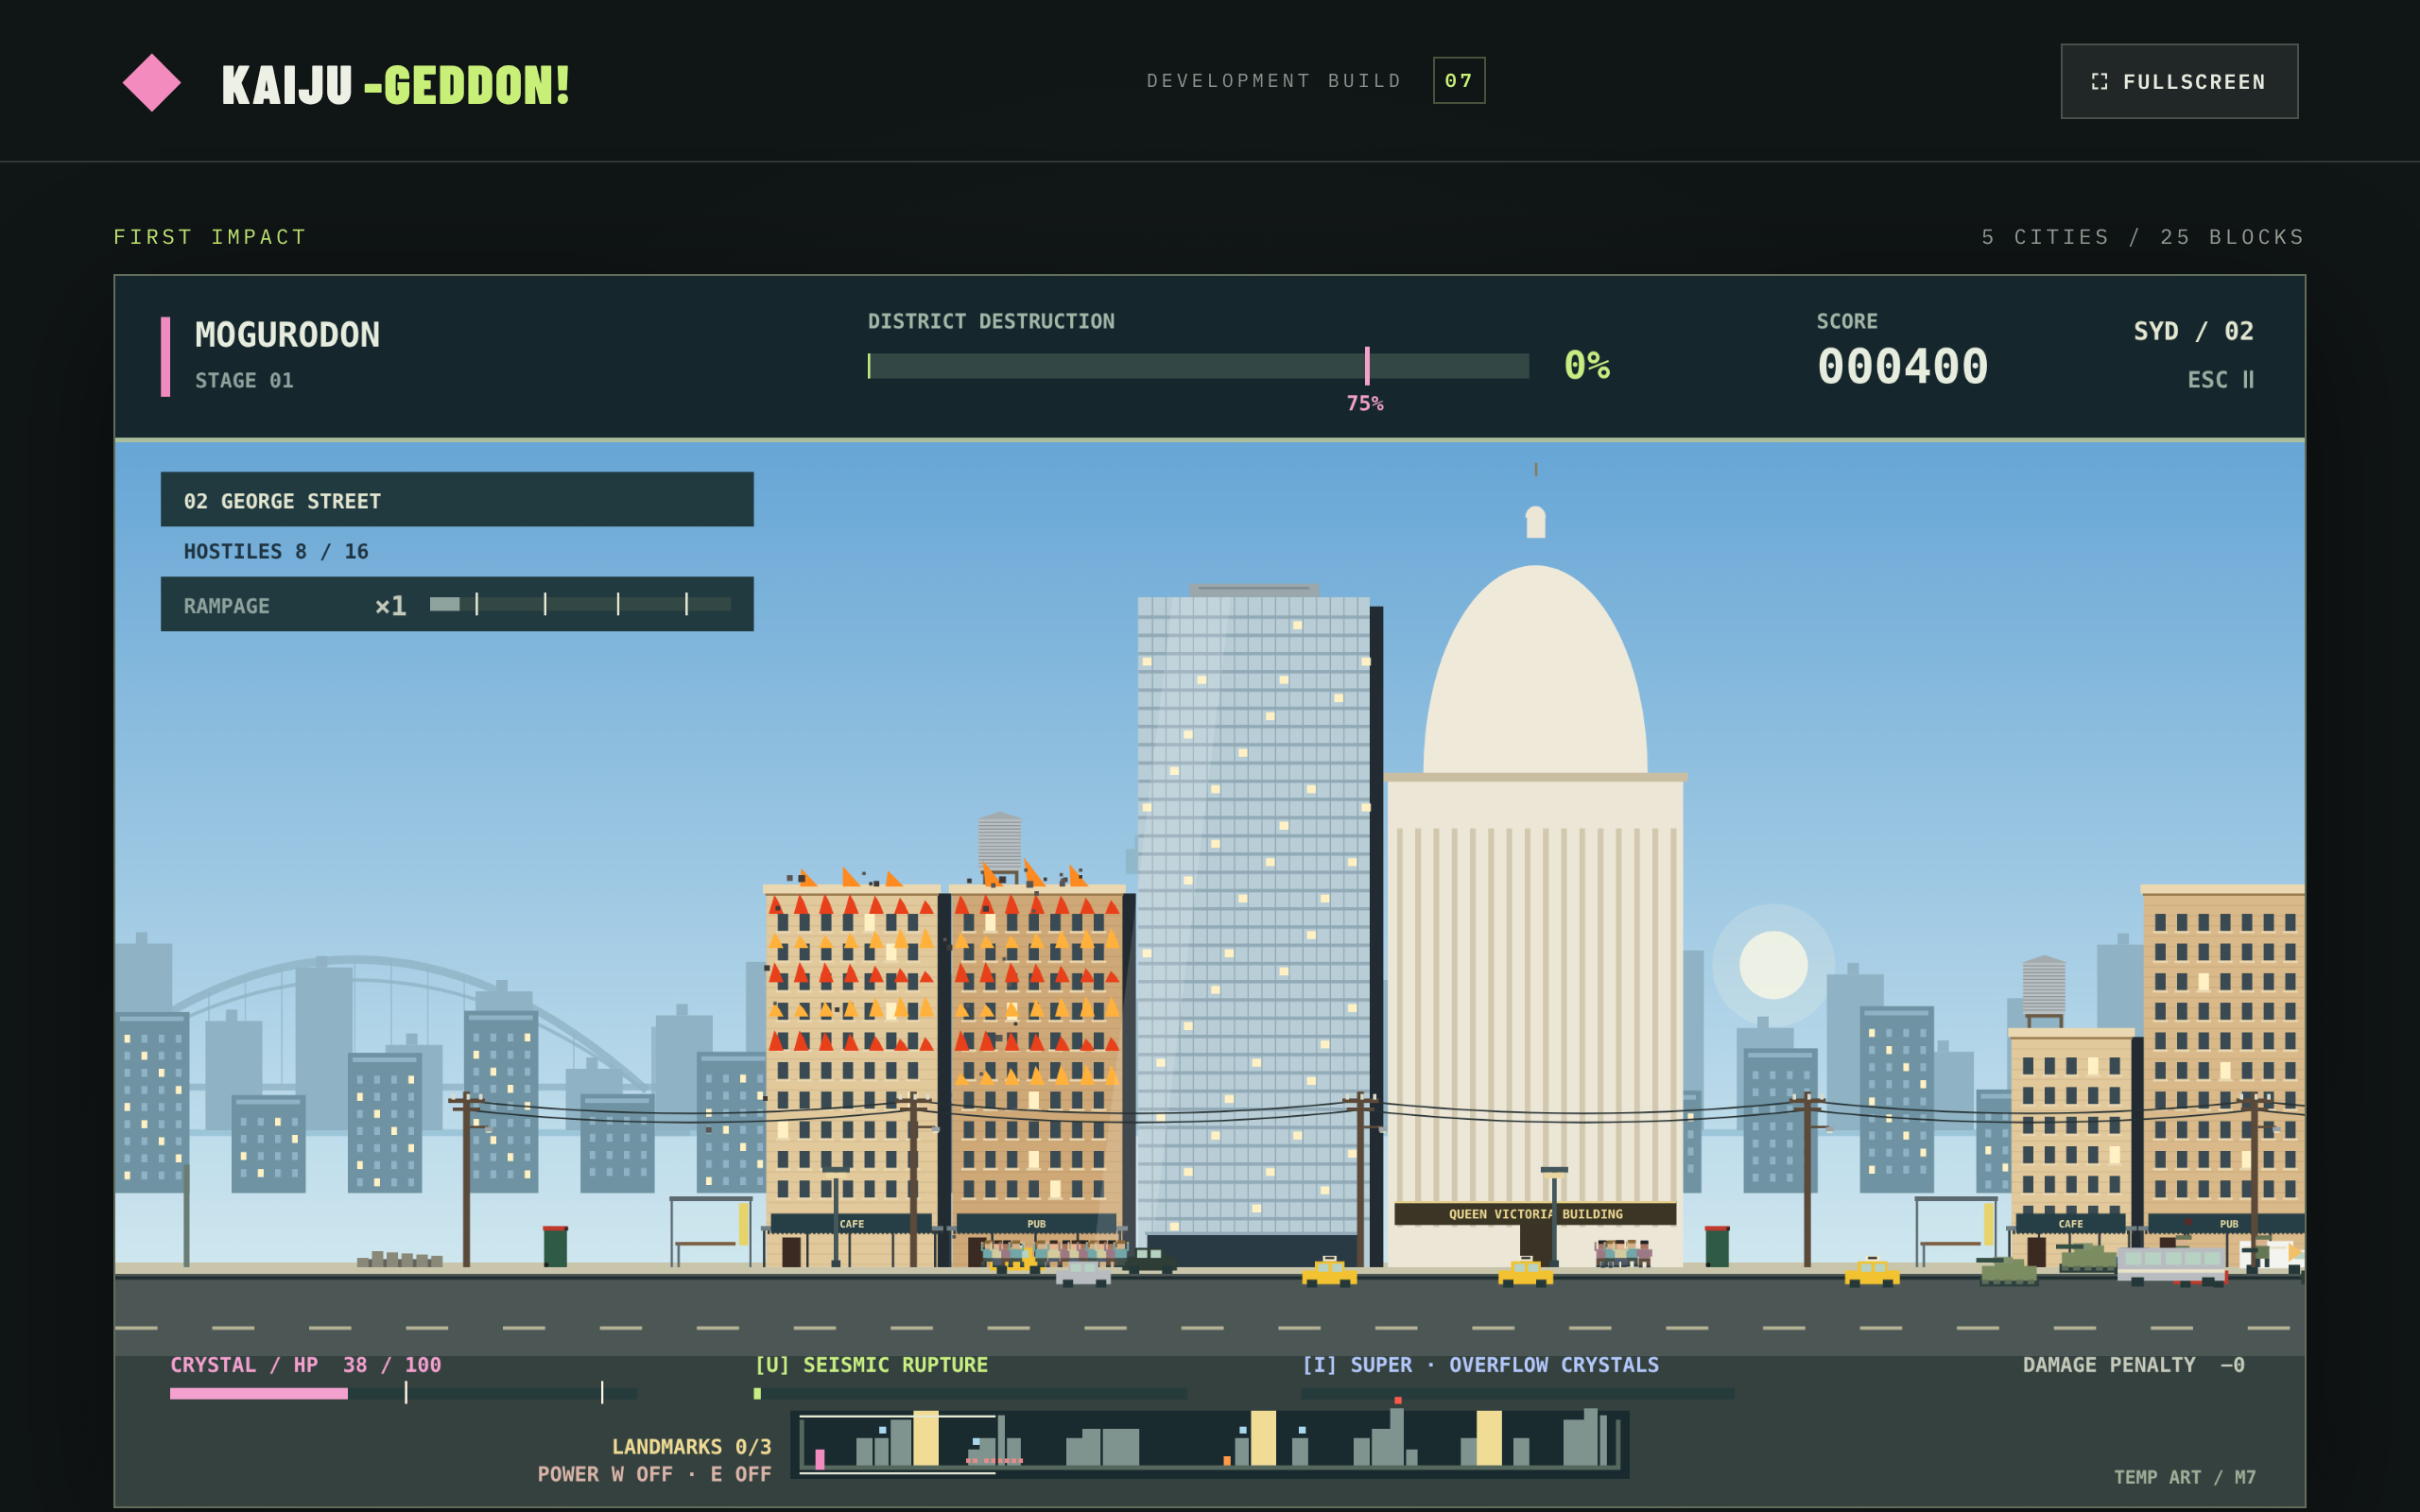 KAIJU-GEDDON!
DEVELOPMENT BUILD 07
FULLSCREEN
FIRST IMPACT
5 CITIES / 25 BLOCKS
MOGURODON
STAGE 01
DISTRICT DESTRUCTION
0%
75%
SCORE
000400
SYD / 02
ESC II
02 GEORGE STREET
HOSTILES 8 / 16
RAMPAGE ×1
QUEEN VICTORIA BUILDING
CAFE
PUB
CAFE
PUB
CRYSTAL / HP 38 / 100
[U] SEISMIC RUPTURE
[I] SUPER · OVERFLOW CRYSTALS
DAMAGE PENALTY −0
LANDMARKS 0/3
POWER W OFF · E OFF
TEMP ART / M7